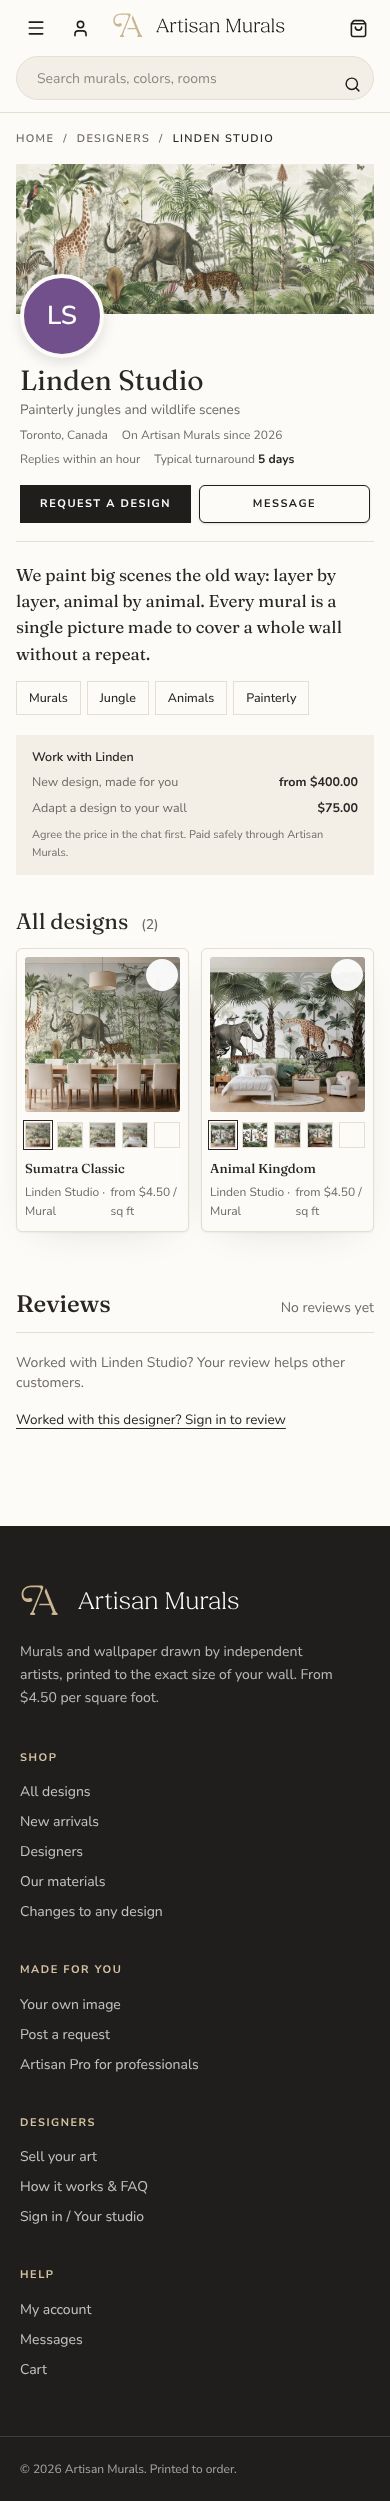 Artisan Murals
Search murals, colors, rooms
HOME / DESIGNERS / LINDEN STUDIO
LS
Linden Studio
Painterly jungles and wildlife scenes
Toronto, Canada On Artisan Murals since 2026
Replies within an hour Typical turnaround 5 days
REQUEST A DESIGN MESSAGE
We paint big scenes the old way: layer by
layer, animal by animal. Every mural is a
single picture made to cover a whole wall
without a repeat.
Murals Jungle Animals Painterly
Work with Linden
New design, made for you from $400.00
Adapt a design to your wall $75.00
Agree the price in the chat first. Paid safely through Artisan
Murals.
All designs (2)
Sumatra Classic
Linden Studio · from $4.50 /
Mural sq ft
Animal Kingdom
Linden Studio · from $4.50 /
Mural sq ft
Reviews No reviews yet
Worked with Linden Studio? Your review helps other
customers.
Worked with this designer? Sign in to review
Artisan Murals
Murals and wallpaper drawn by independent
artists, printed to the exact size of your wall. From
$4.50 per square foot.
SHOP
All designs
New arrivals
Designers
Our materials
Changes to any design
MADE FOR YOU
Your own image
Post a request
Artisan Pro for professionals
DESIGNERS
Sell your art
How it works & FAQ
Sign in / Your studio
HELP
My account
Messages
Cart
© 2026 Artisan Murals. Printed to order.